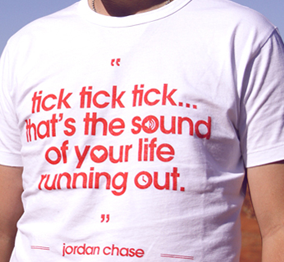 “
tick tick tick...
that's the sound
of your life
running out.
”
jordan chase